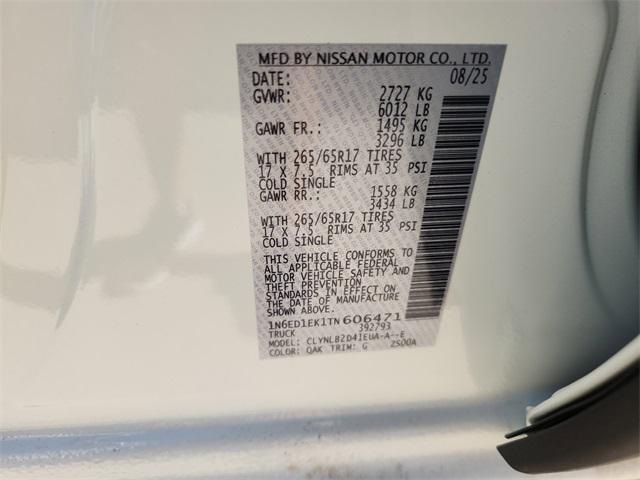 MFD BY NISSAN MOTOR CO., LTD.
DATE: 08/25
GVWR: 2727 KG
6012 LB
GAWR FR.: 1495 KG
3296 LB
WITH 265/65R17 TIRES
17 X 7.5 RIMS AT 35 PSI
COLD SINGLE
GAWR RR.: 1558 KG
3434 LB
WITH 265/65R17 TIRES
17 X 7.5 RIMS AT 35 PSI
COLD SINGLE
THIS VEHICLE CONFORMS TO
ALL APPLICABLE FEDERAL
MOTOR VEHICLE SAFETY AND
THEFT PREVENTION
STANDARDS IN EFFECT ON
THE DATE OF MANUFACTURE
SHOWN ABOVE.
1N6ED1EK1TN606471
TRUCK 392793
MODEL: CLYNLB2D41EUA-A--E
COLOR: QAK TRIM: G 2S00A